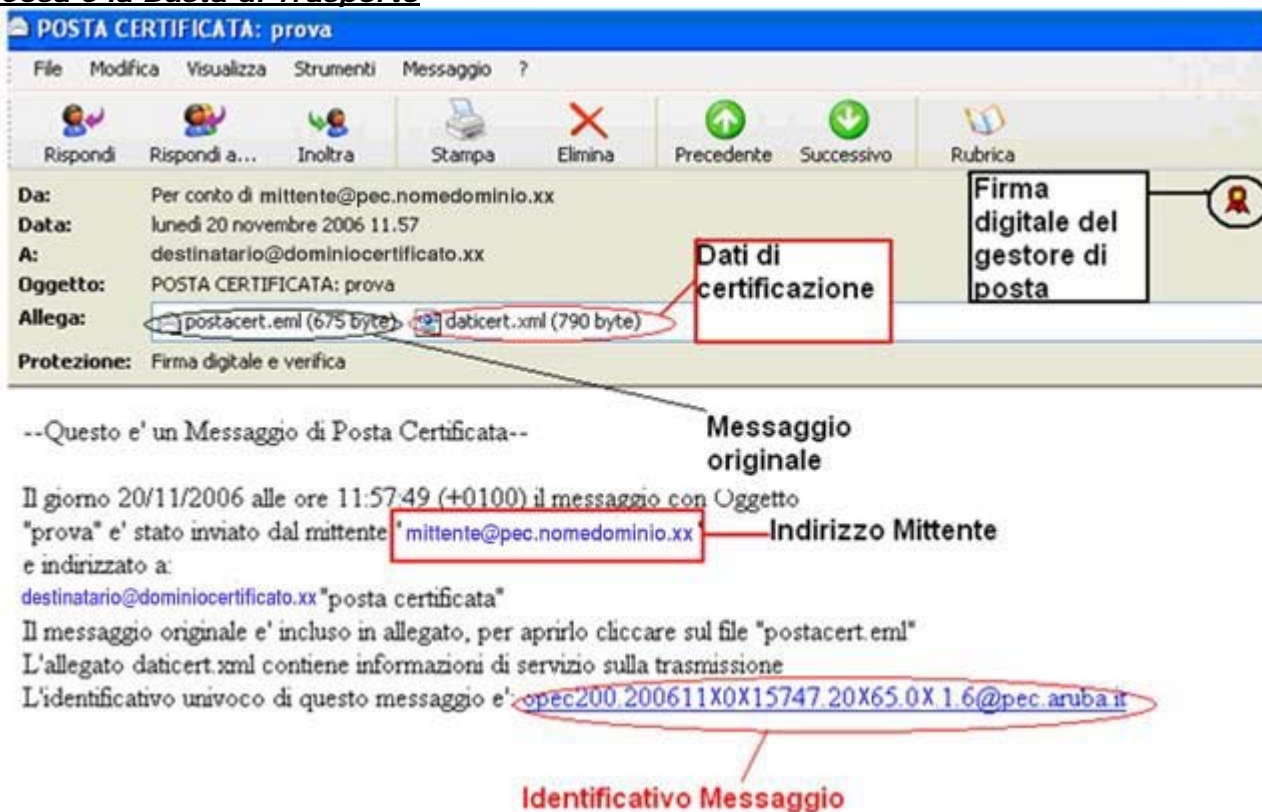 è la Busta di Trasporto
POSTA CERTIFICATA: prova
File Modifica Visualizza Strumenti Messaggio ?
Rispondi Rispondi a... Inoltra Stampa Elimina Precedente Successivo Rubrica
Da: Per conto di mittente@pec.nomedominio.xx
Data: lunedì 20 novembre 2006 11.57
A: destinatario@dominiocertificato.xx
Oggetto: POSTA CERTIFICATA: prova
Allega: postacert.eml (675 byte) daticert.xml (790 byte)
Protezione: Firma digitale e verifica
Dati di
certificazione
Firma
digitale del
gestore di
posta
Messaggio
originale
--Questo e' un Messaggio di Posta Certificata--
Il giorno 20/11/2006 alle ore 11:57:49 (+0100) il messaggio con Oggetto
"prova" e' stato inviato dal mittente "mittente@pec.nomedominio.xx"
Indirizzo Mittente
e indirizzato a:
destinatario@dominiocertificato.xx "posta certificata"
Il messaggio originale e' incluso in allegato, per aprirlo cliccare sul file "postacert.eml"
L'allegato daticert.xml contiene informazioni di servizio sulla trasmissione
L'identificativo univoco di questo messaggio e': opec200.200611X0X15747.20X65.0X.1.6@pec.aruba.it
Identificativo Messaggio